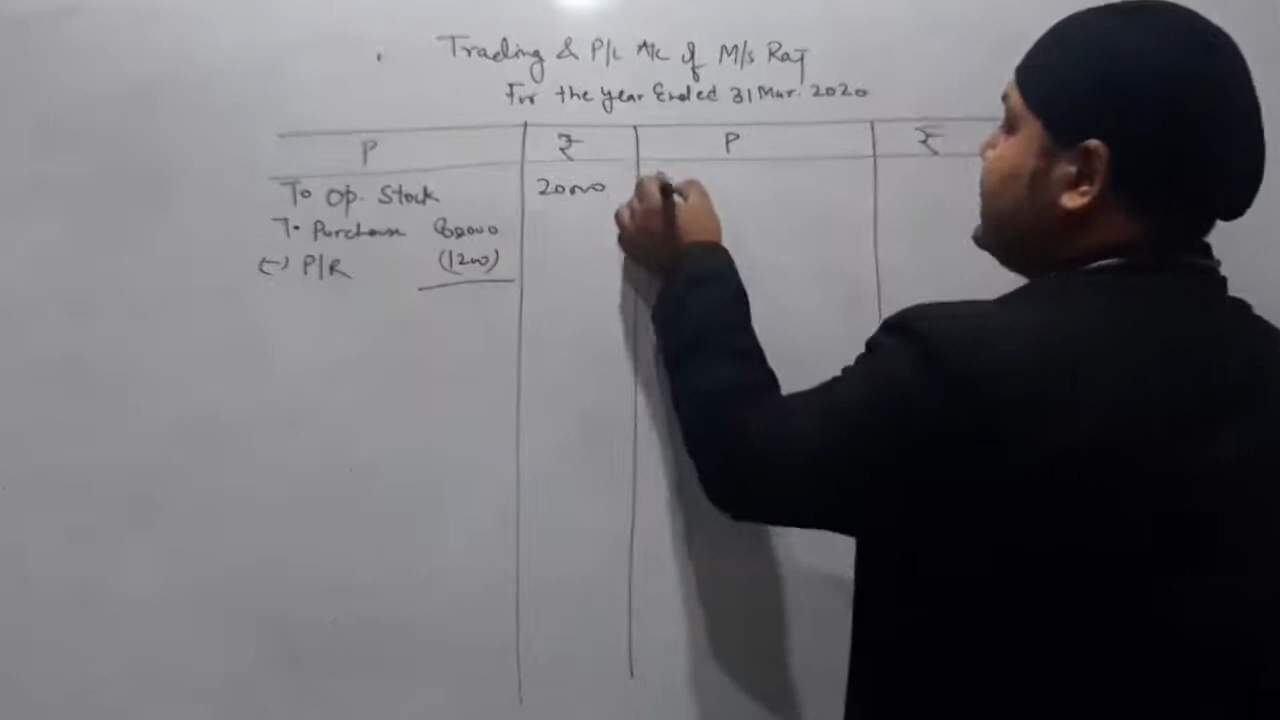 Trading & P/L A/c of M/s Raj
For the year Ended 31 Mar. 2020
P ₹ P ₹
To Op. Stock 20000
To Purchase 80000
(-) P/R (1200)